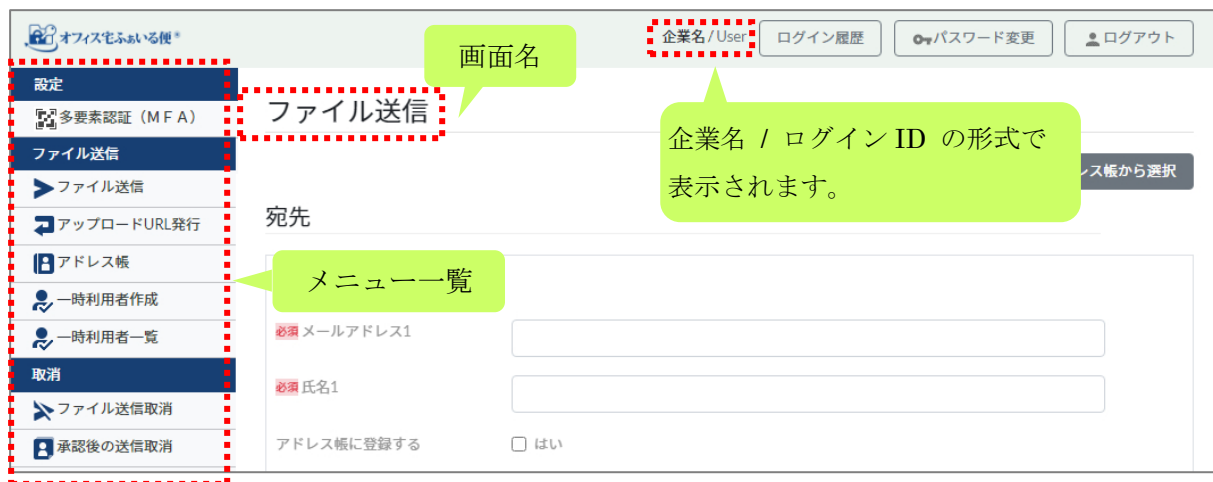 オフィス宅ふぁいる便®
企業名/User
ログイン履歴
パスワード変更
ログアウト
画面名
設定
多要素認証（ＭＦＡ）
ファイル送信
ファイル送信
アップロードURL発行
アドレス帳
一時利用者作成
一時利用者一覧
取消
ファイル送信取消
承認後の送信取消
ファイル送信
企業名 / ログイン ID の形式で
表示されます。
レス帳から選択
宛先
メニュー一覧
必須 メールアドレス1
必須 氏名1
アドレス帳に登録する
はい